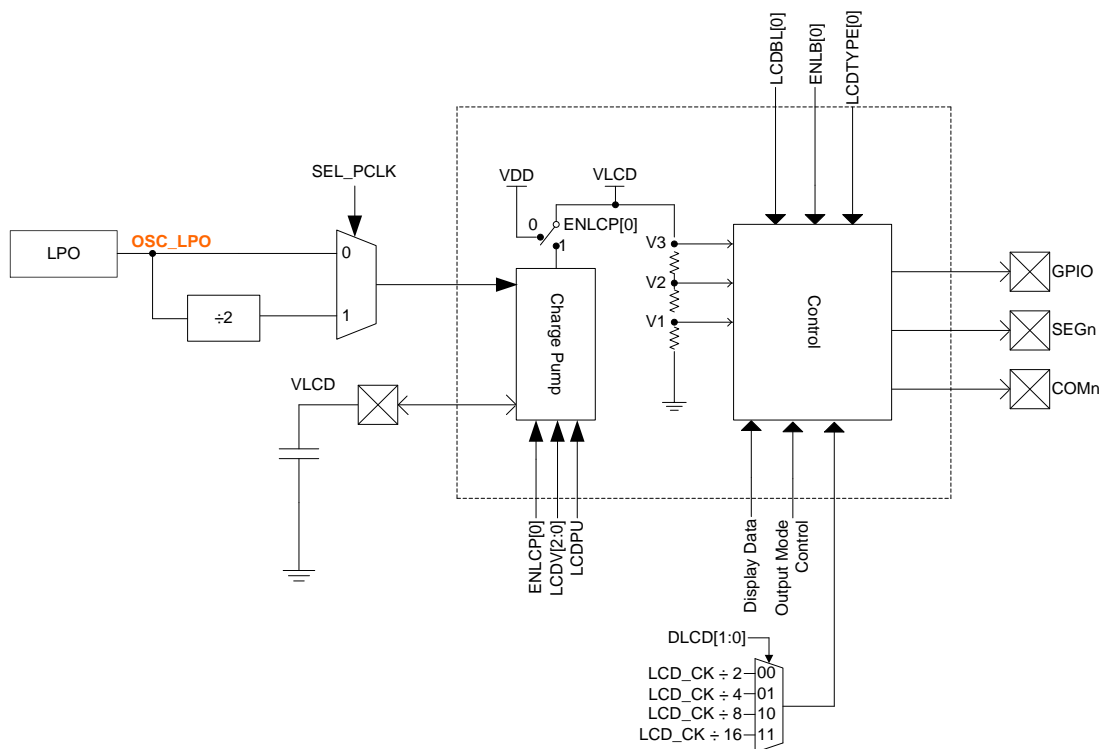 LCDBL[0]
ENLB[0]
LCDTYPE[0]
SEL_PCLK
VDD
VLCD
0
ENLCP[0]
1
LPO
OSC_LPO
0
÷2
1
V3
V2
V1
Charge Pump
Control
GPIO
SEGn
COMn
VLCD
ENLCP[0]
LCDV[2:0]
LCDPU
Display Data
Output Mode
Control
DLCD[1:0]
LCD_CK ÷ 2 00
LCD_CK ÷ 4 01
LCD_CK ÷ 8 10
LCD_CK ÷ 16 11